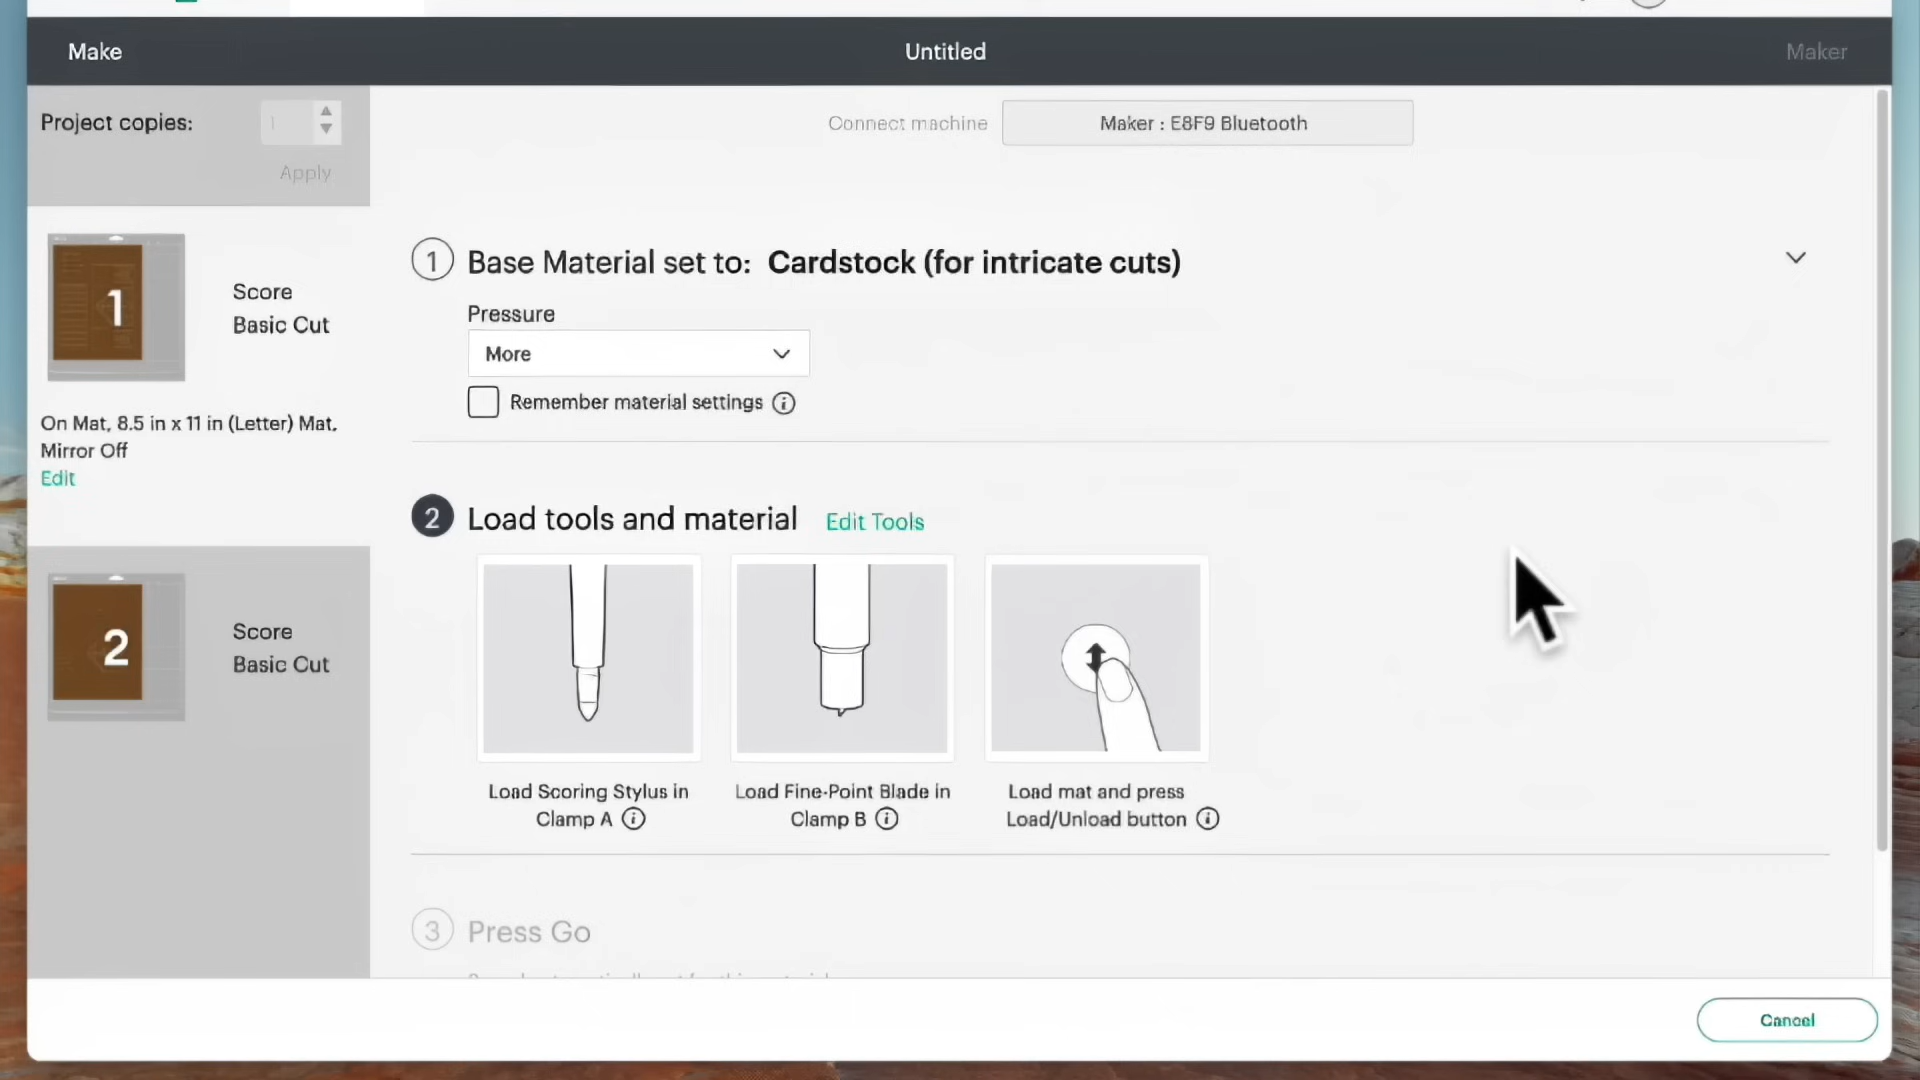 Make
Untitled
Maker
Project copies:
1
Apply
Connect machine
Maker : E8F9 Bluetooth
1
Score
Basic Cut
On Mat, 8.5 in x 11 in (Letter) Mat,
Mirror Off
Edit
2
Score
Basic Cut
1 Base Material set to: Cardstock (for intricate cuts)
Pressure
More
Remember material settings
2 Load tools and material Edit Tools
Load Scoring Stylus in
Clamp A
Load Fine-Point Blade in
Clamp B
Load mat and press
Load/Unload button
3 Press Go
Cancel